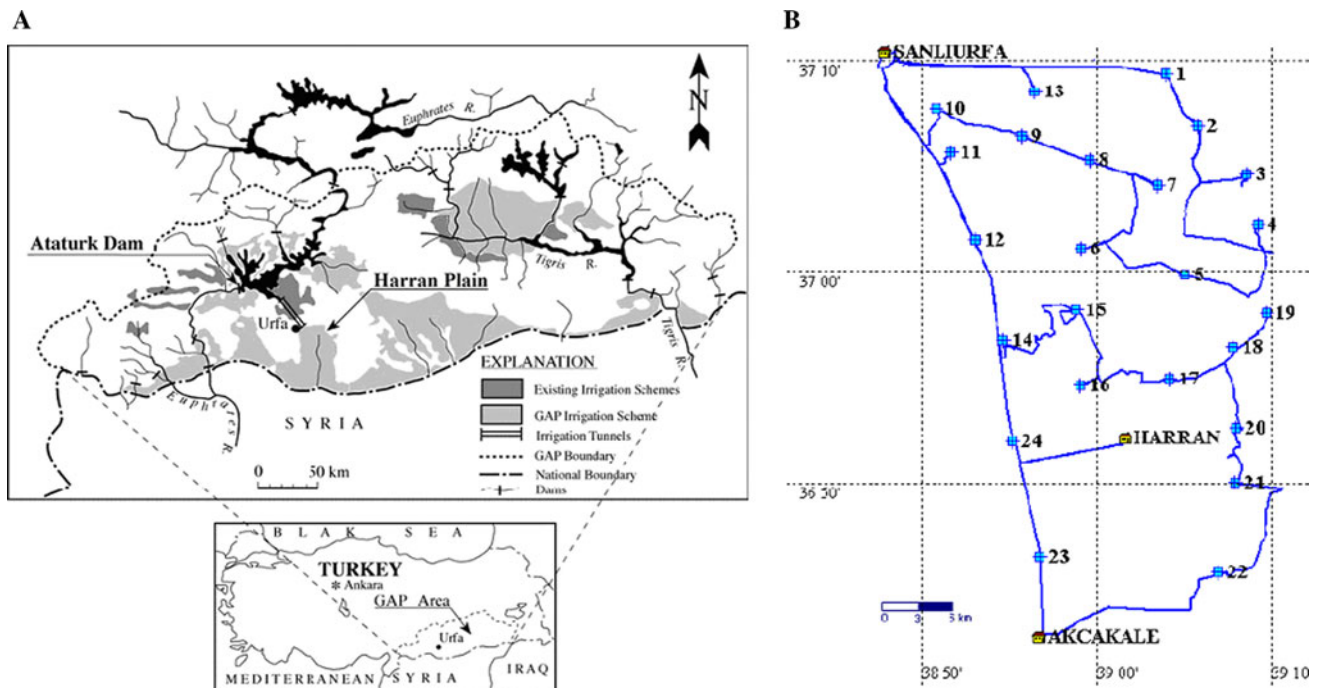 A
B
N
Euphrates R.
Ataturk Dam
Harran Plain
Tigris R.
Urfa
Tigris R.
Euphrates R.
SYRIA
EXPLANATION
Existing Irrigation Schemes
GAP Irrigation Scheme
Irrigation Tunnels
GAP Boundary
National Boundary
Dams
0 50 km
BLAK SEA
TURKEY
Ankara
GAP Area
Urfa
MEDITERRANEAN
SYRIA
IRAQ
SANLIURFA
37 10'
1
13
10
2
9
11
8
3
7
4
12
6
37 00'
5
15
19
14
18
17
16
20
24
HARRAN
36 50'
21
23
22
0 3 6 km
AKCAKALE
38 50'
39 00'
39 10